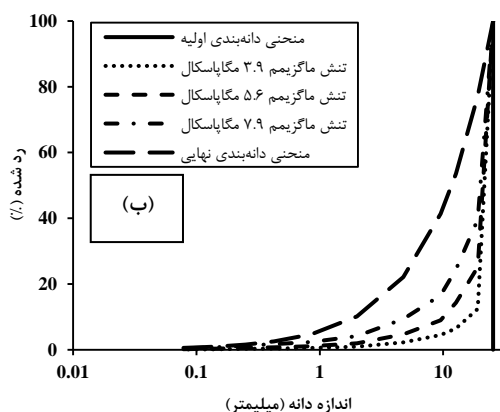 100
80
60
40
20
0
رد شده (٪)
منحنی دانه‌بندی اولیه
تنش ماگزیمم ۳.۹ مگاپاسکال
تنش ماگزیمم ۵.۶ مگاپاسکال
تنش ماگزیمم ۷.۹ مگاپاسکال
منحنی دانه‌بندی نهایی
(ب)
0.01 0.1 1 10
اندازه دانه (میلیمتر)